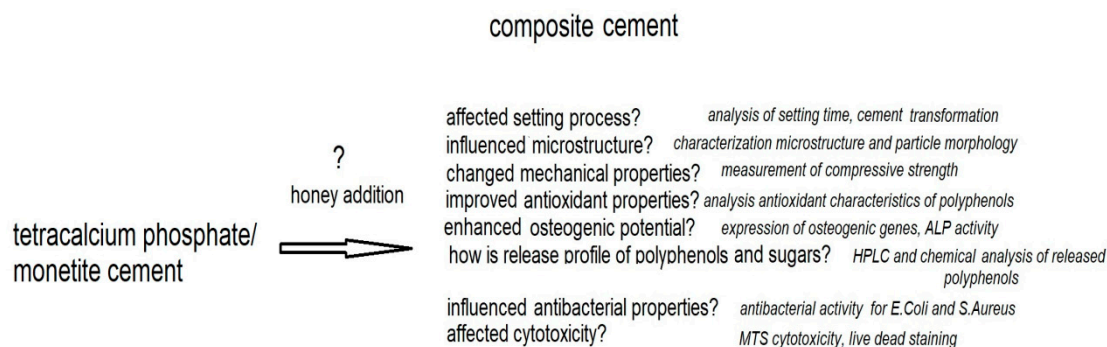 composite cement
affected setting process? analysis of setting time, cement transformation
influenced microstructure? characterization microstructure and particle morphology
?
changed mechanical properties? measurement of compressive strength
honey addition
improved antioxidant properties? analysis antioxidant characteristics of polyphenols
enhanced osteogenic potential? expression of osteogenic genes, ALP activity
tetracalcium phosphate/
monetite cement
how is release profile of polyphenols and sugars? HPLC and chemical analysis of released
polyphenols
influenced antibacterial properties? antibacterial activity for E.Coli and S.Aureus
affected cytotoxicity? MTS cytotoxicity, live dead staining